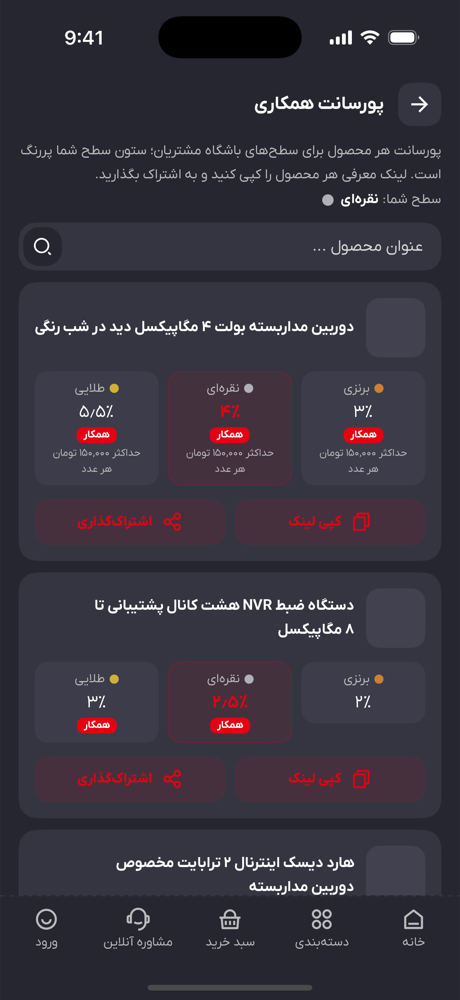 9:41
پورسانت همکاری
پورسانت هر محصول برای سطح‌های باشگاه مشتریان؛ ستون سطح شما پررنگ
است. لینک معرفی هر محصول را کپی کنید و به اشتراک بگذارید.
سطح شما: نقره‌ای
عنوان محصول ...
دوربین مداربسته بولت ۴ مگاپیکسل دید در شب رنگی
برنزی
۳٪
همکار
حداکثر ۱۵۰,۰۰۰ تومان
هر عدد
نقره‌ای
۴٪
همکار
حداکثر ۱۵۰,۰۰۰ تومان
هر عدد
طلایی
۵٫۵٪
همکار
حداکثر ۱۵۰,۰۰۰ تومان
هر عدد
کپی لینک
اشتراک‌گذاری
دستگاه ضبط NVR هشت کانال پشتیبانی تا
۸ مگاپیکسل
برنزی
۲٪
نقره‌ای
۲٫۵٪
همکار
طلایی
۳٪
همکار
کپی لینک
اشتراک‌گذاری
هارد دیسک اینترنال ۲ ترابایت مخصوص
دوربین مداربسته
خانه
دسته‌بندی
سبد خرید
مشاوره آنلاین
ورود